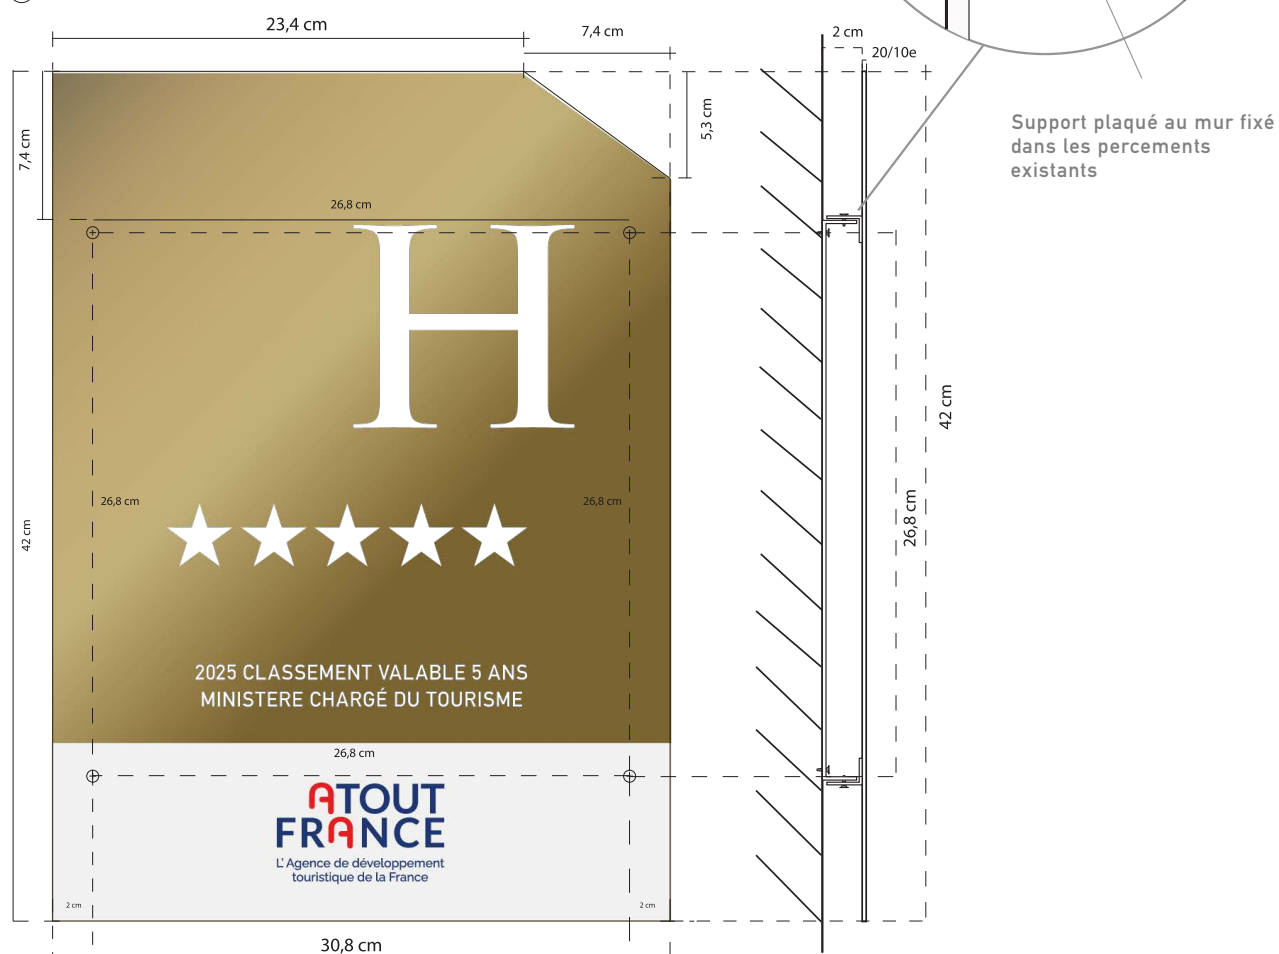 23,4 cm
7,4 cm
2 cm
20/10e
7,4 cm
5,3 cm
Support plaqué au mur fixé
dans les percements
existants
26,8 cm
H
42 cm
26,8 cm
26,8 cm
26,8 cm
42 cm
2025 CLASSEMENT VALABLE 5 ANS
MINISTERE CHARGÉ DU TOURISME
26,8 cm
ATOUT
FRANCE
L'Agence de développement
touristique de la France
2 cm
2 cm
30,8 cm